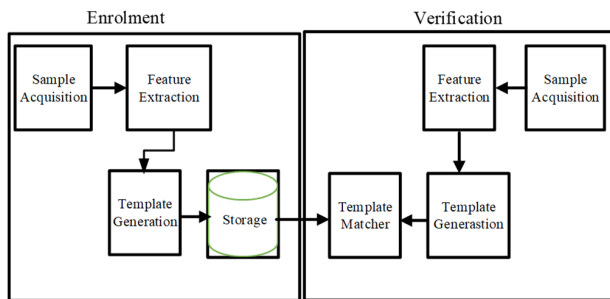 Enrolment
Verification
Sample
Acquisition
Feature
Extraction
Feature
Extraction
Sample
Acquisition
Template
Generation
Storage
Template
Matcher
Template
Generastion